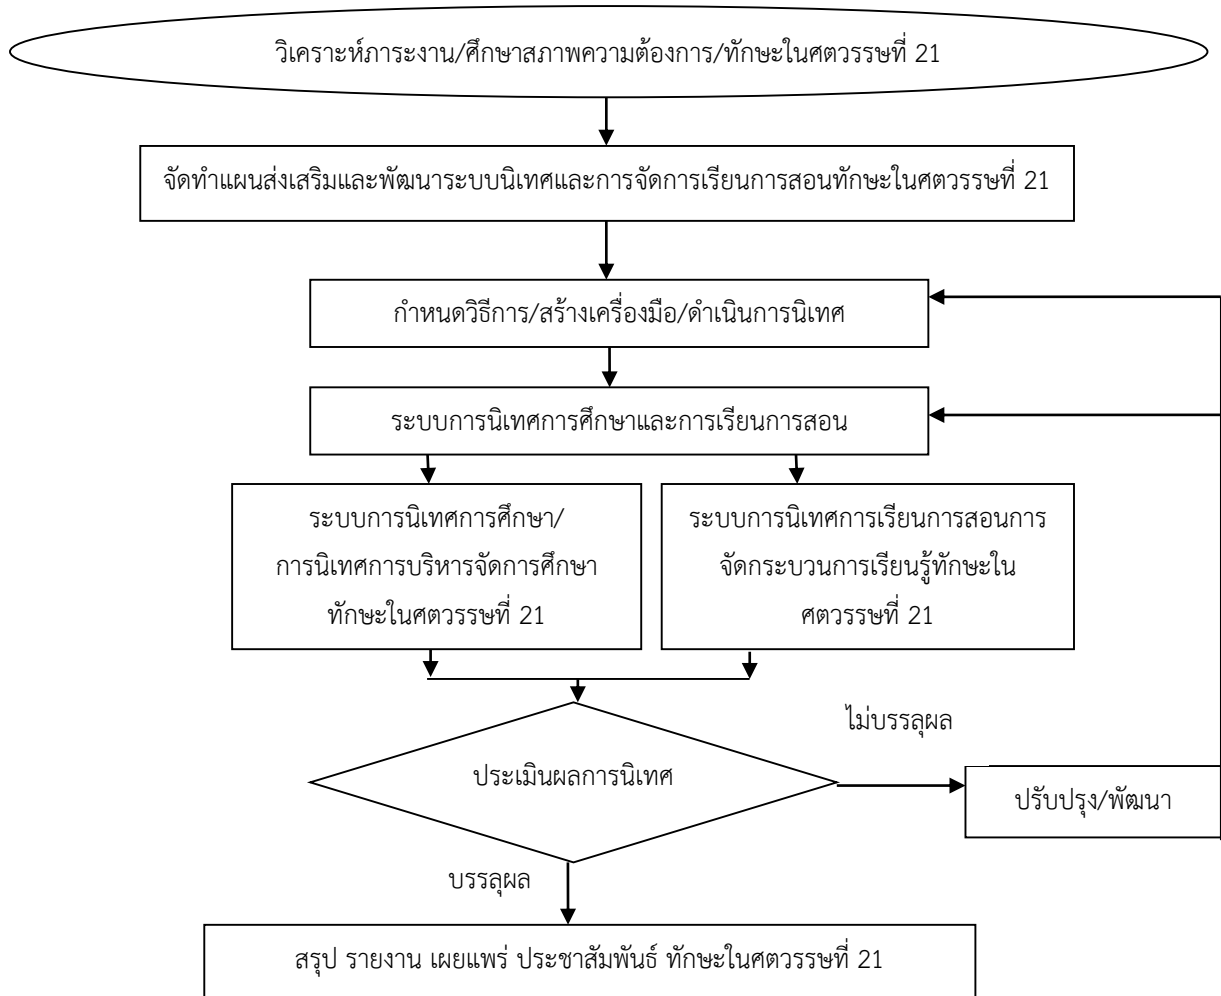 วิเคราะห์ภาระงาน/ศึกษาสภาพความต้องการ/ทักษะในศตวรรษที่ 21
จัดทำแผนส่งเสริมและพัฒนาระบบนิเทศและการจัดการเรียนการสอนทักษะในศตวรรษที่ 21
กำหนดวิธีการ/สร้างเครื่องมือ/ดำเนินการนิเทศ
ระบบการนิเทศการศึกษาและการเรียนการสอน
ระบบการนิเทศการศึกษา/
การนิเทศการบริหารจัดการศึกษา
ทักษะในศตวรรษที่ 21
ระบบการนิเทศการเรียนการสอนการ
จัดกระบวนการเรียนรู้ทักษะใน
ศตวรรษที่ 21
ไม่บรรลุผล
ประเมินผลการนิเทศ
ปรับปรุง/พัฒนา
บรรลุผล
สรุป รายงาน เผยแพร่ ประชาสัมพันธ์ ทักษะในศตวรรษที่ 21